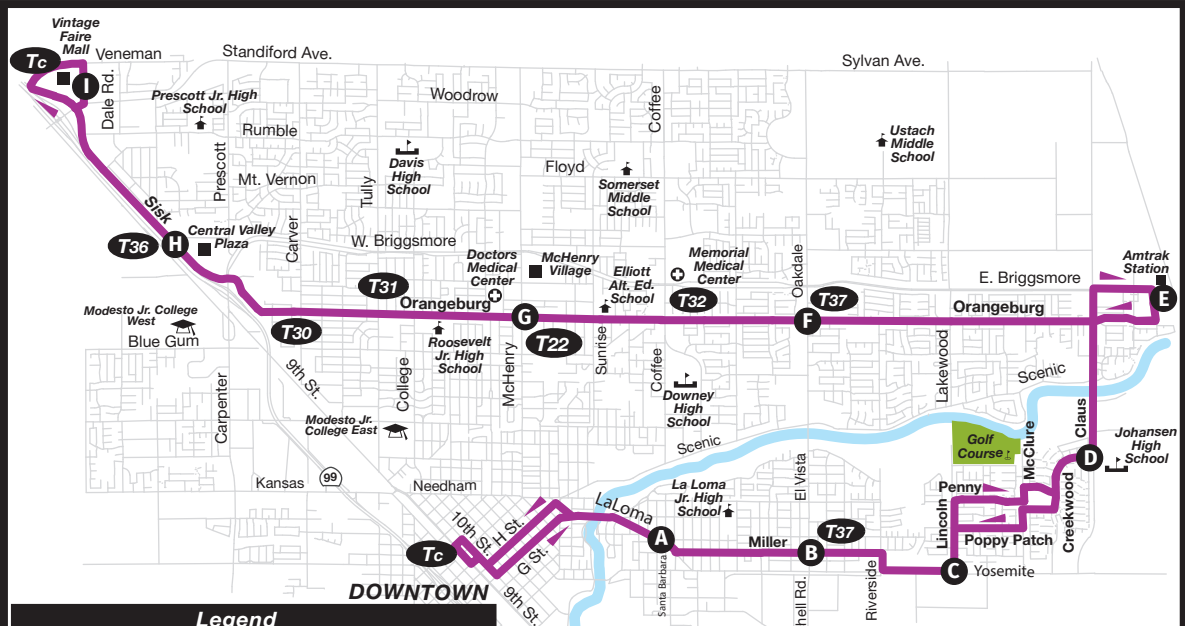 Vintage
Faire
Mall
Tc
Veneman
Standiford Ave.
Sylvan Ave.
I
Dale Rd.
Prescott Jr. High
School
Woodrow
Coffee
Rumble
Ustach
Middle
School
Prescott
Davis
High
School
Floyd
Mt. Vernon
Tully
Somerset
Middle
School
Sisk
Carver
T36
H
Central Valley
Plaza
W. Briggsmore
Doctors
Medical
Center
McHenry
Village
Memorial
Medical
Center
Oakdale
Amtrak
Station
Elliott
Alt. Ed.
School
E. Briggsmore
T31
Orangeburg
T32
T37
Orangeburg
E
Modesto Jr. College
West
Blue Gum
T30
G
T22
F
Roosevelt
Jr. High
School
Sunrise
Coffee
Lakewood
9th St.
College
McHenry
Scenic
Carpenter
Downey
High
School
Claus
Modesto Jr.
College East
Scenic
Golf
Course
McClure
Johansen
High
School
D
99
Kansas
Needham
La Loma
Jr. High
School
El Vista
Penny
LaLoma
Lincoln
Creekwood
10th St.
H St.
G St.
A
Miller
T37
B
Poppy Patch
Tc
C
Yosemite
DOWNTOWN
9th St.
Santa Barbara
hell Rd.
Riverside
Legend